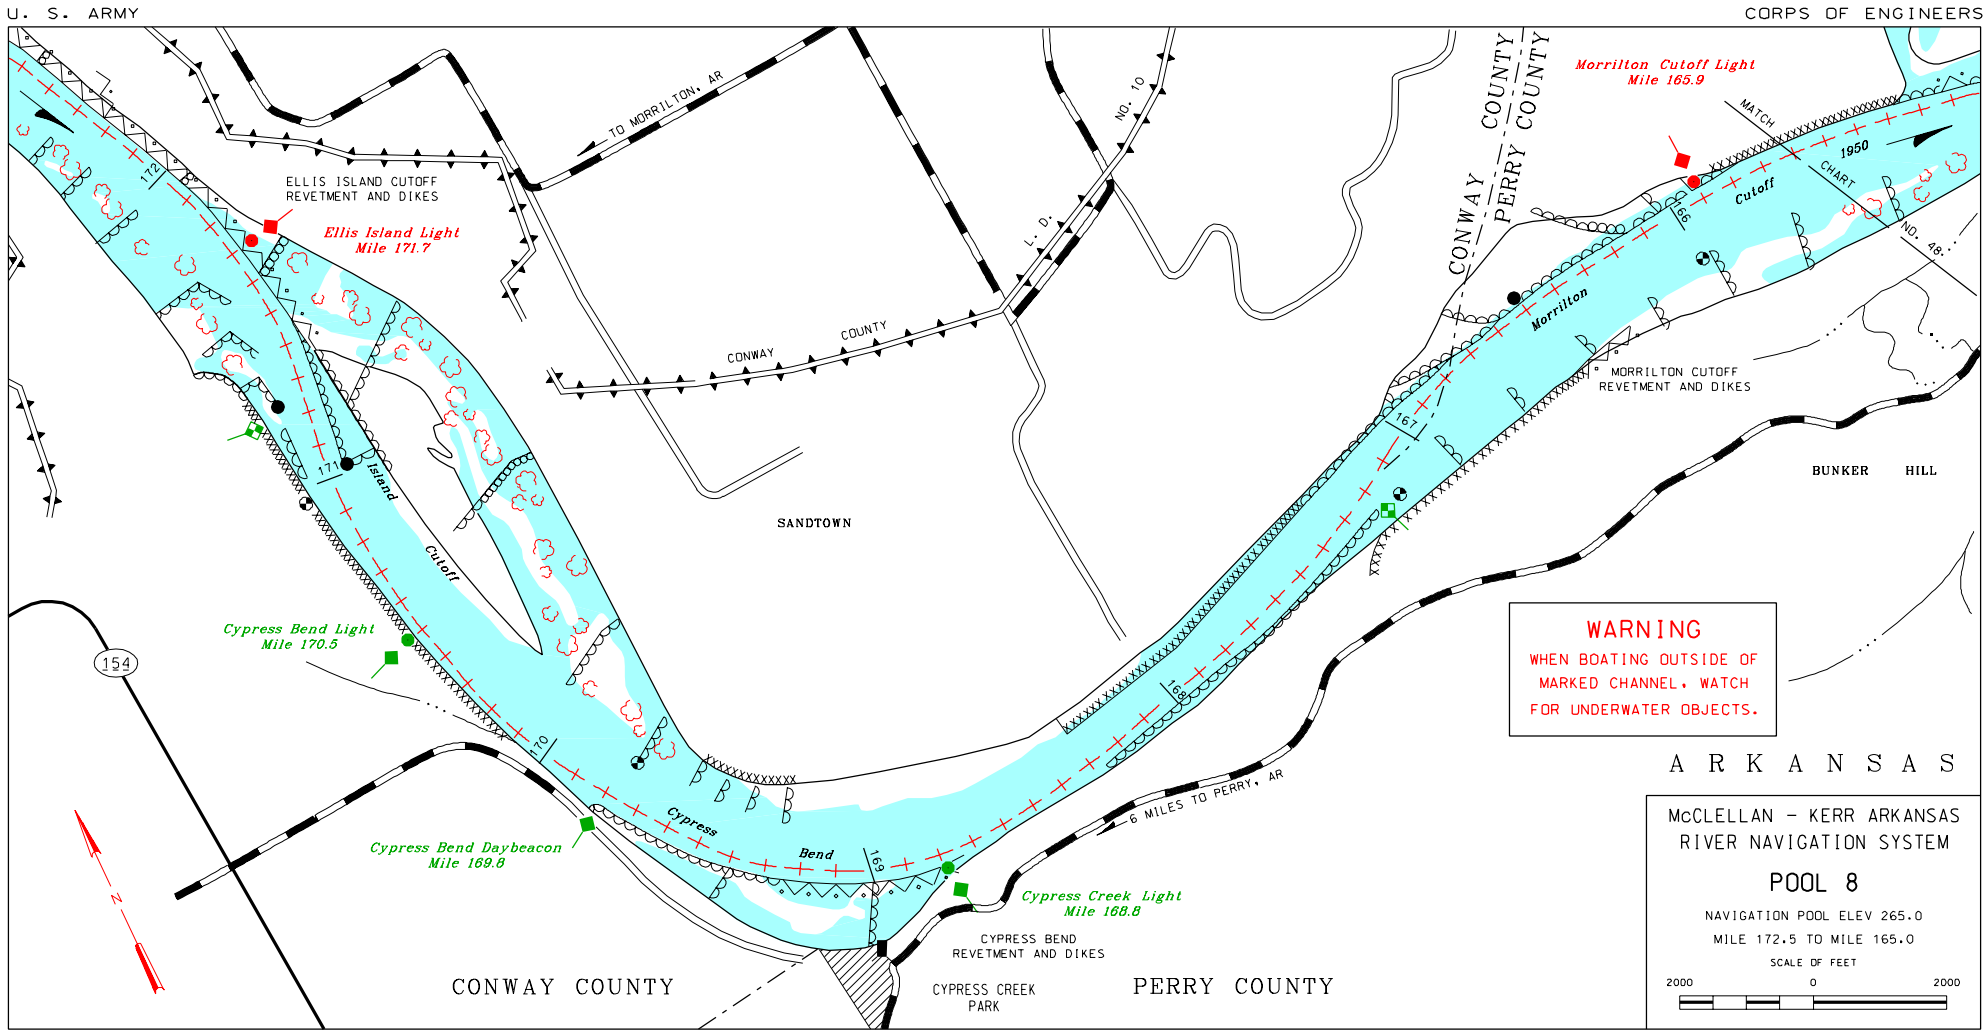 U. S. ARMY
CORPS OF ENGINEERS
TO MORRILTON, AR
NO. 10
L. D.
CONWAY COUNTY
PERRY COUNTY
Morrilton Cutoff Light
Mile 165.9
MATCH
CHART
NO. 48.
1950
Cutoff
Morrilton
166
172
ELLIS ISLAND CUTOFF
REVETMENT AND DIKES
Ellis Island Light
Mile 171.7
CONWAY COUNTY
MORRILTON CUTOFF
REVETMENT AND DIKES
167
171
Island
Cutoff
BUNKER HILL
SANDTOWN
Cypress Bend Light
Mile 170.5
154
168
170
WARNING
WHEN BOATING OUTSIDE OF
MARKED CHANNEL, WATCH
FOR UNDERWATER OBJECTS.
ARKANSAS
6 MILES TO PERRY, AR
Cypress
Bend
169
Cypress Bend Daybeacon
Mile 169.8
Cypress Creek Light
Mile 168.8
N
CYPRESS BEND
REVETMENT AND DIKES
CONWAY COUNTY
CYPRESS CREEK
PARK
PERRY COUNTY
McCLELLAN - KERR ARKANSAS
RIVER NAVIGATION SYSTEM
POOL 8
NAVIGATION POOL ELEV 265.0
MILE 172.5 TO MILE 165.0
SCALE OF FEET
2000 0 2000